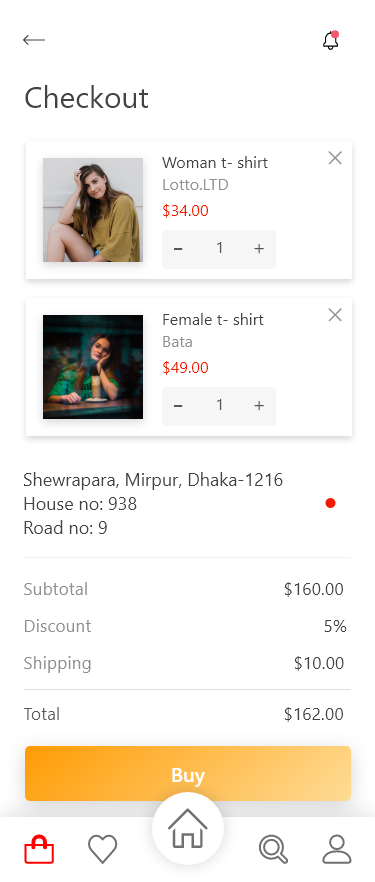 Checkout
Woman t- shirt
Lotto.LTD
$34.00
- 1 +
Female t- shirt
Bata
$49.00
- 1 +
Shewrapara, Mirpur, Dhaka-1216
House no: 938
Road no: 9
Subtotal $160.00
Discount 5%
Shipping $10.00
Total $162.00
Buy